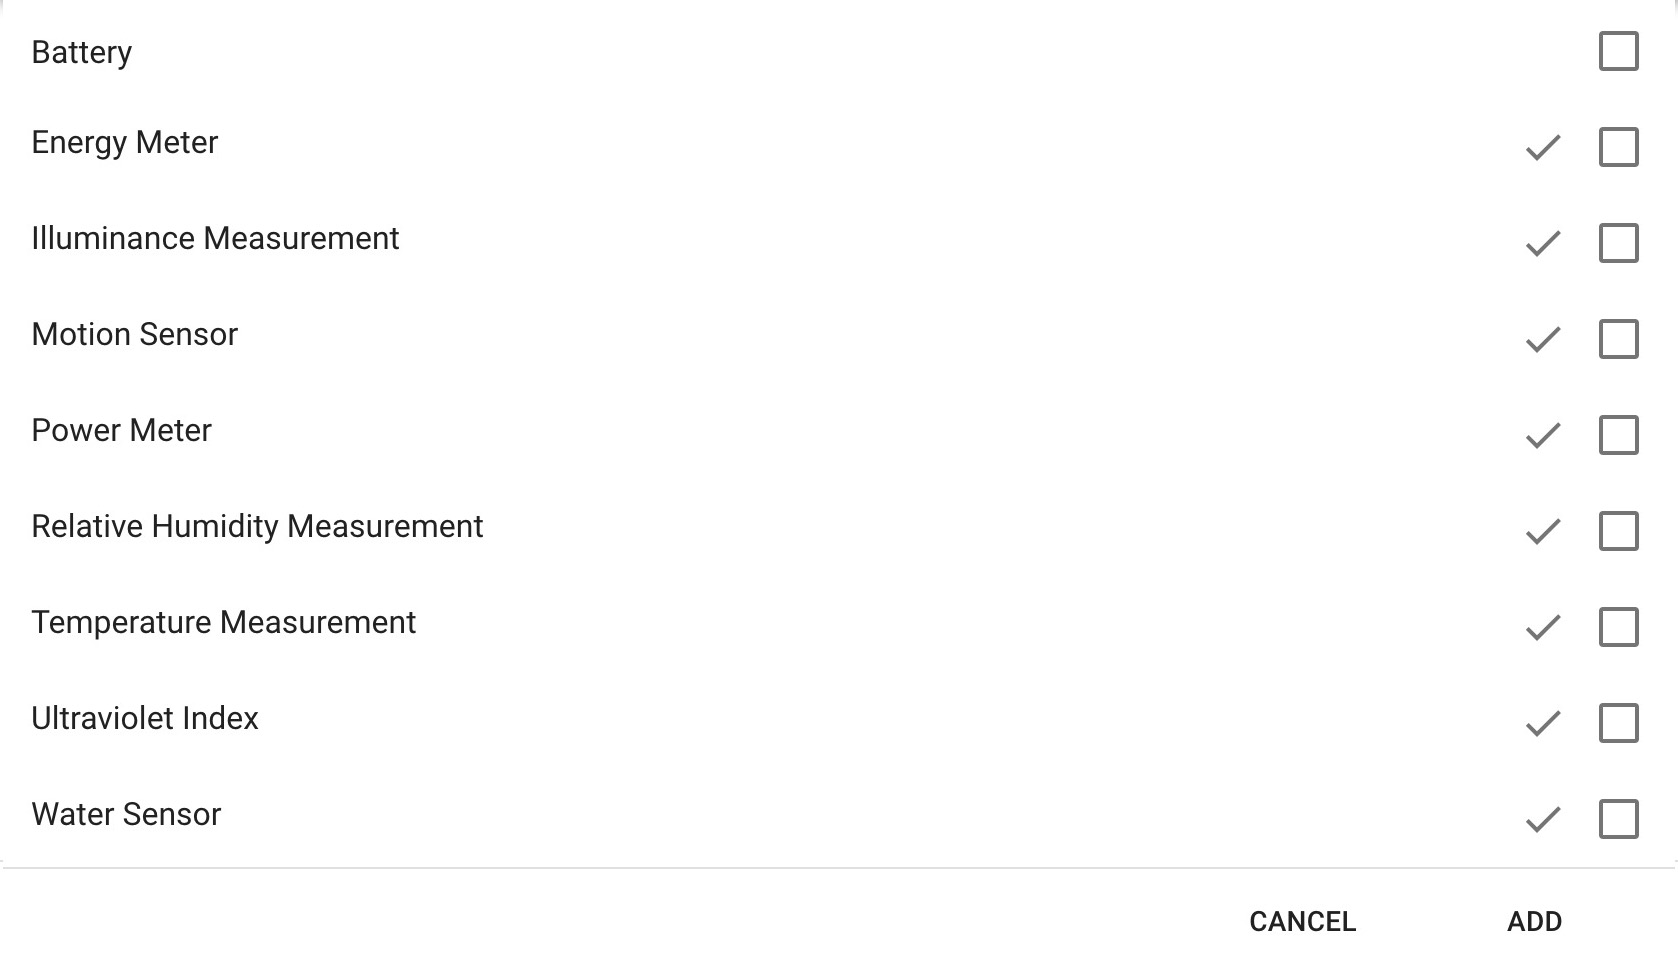 Battery
Energy Meter
Illuminance Measurement
Motion Sensor
Power Meter
Relative Humidity Measurement
Temperature Measurement
Ultraviolet Index
Water Sensor
CANCEL ADD